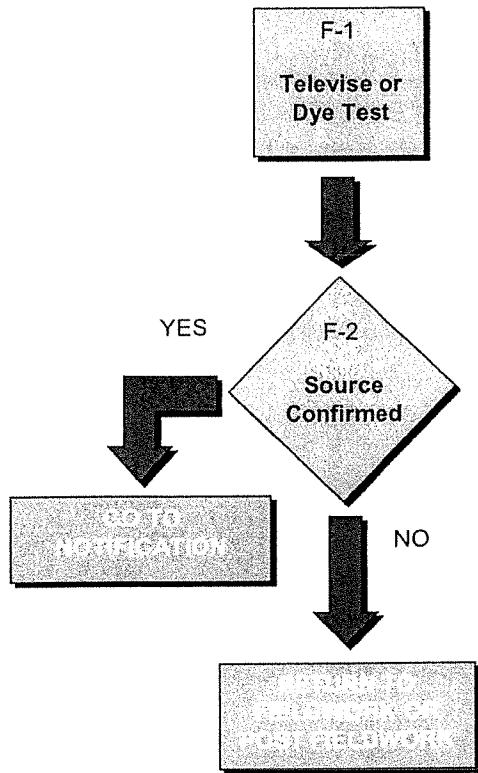 F-1
Televise or
Dye Test
YES
F-2
Source
Confirmed
GO TO
NOTIFICATION
NO
RETURN TO
FIELDWORK OR
POST FIELDWORK